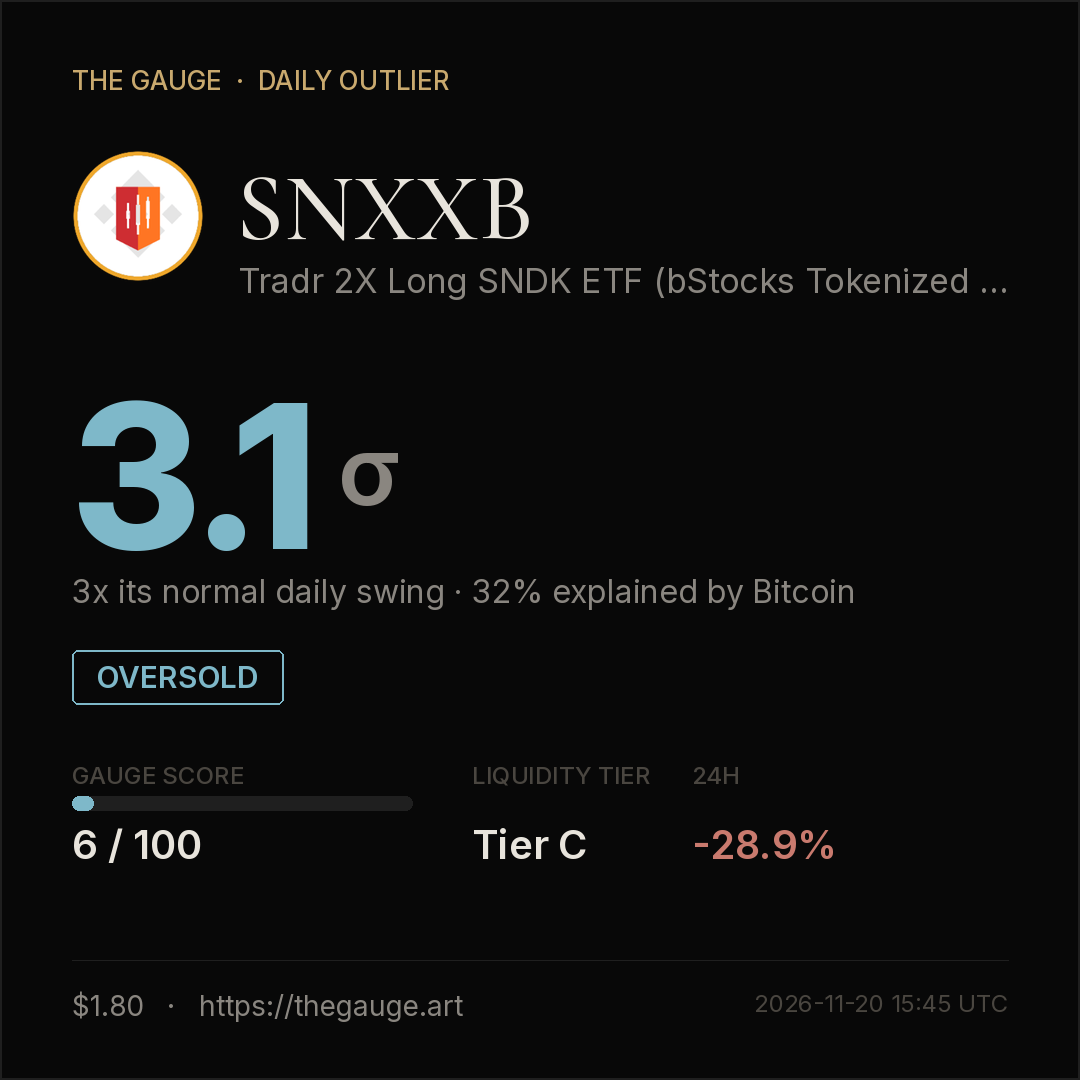 THE GAUGE · DAILY OUTLIER
SNXXB
Tradr 2X Long SNDK ETF (bStocks Tokenized ...
3.1 σ
3x its normal daily swing · 32% explained by Bitcoin
OVERSOLD
GAUGE SCORE LIQUIDITY TIER 24H
6 / 100 Tier C -28.9%
$1.80 · https://thegauge.art 2026-11-20 15:45 UTC